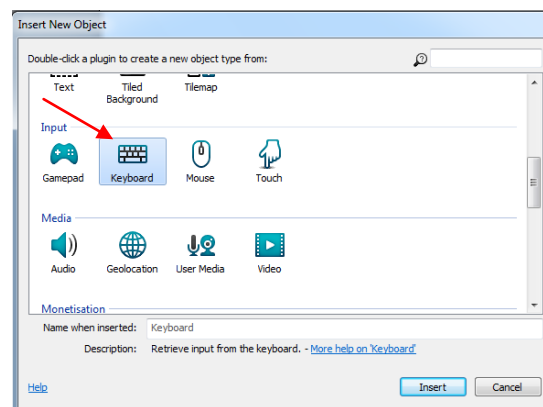 Insert New Object
Double-click a plugin to create a new object type from:
Text Tiled Background Tilemap
Input
Gamepad Keyboard Mouse Touch
Media
Audio Geolocation User Media Video
Monetisation
Name when inserted: Keyboard
Description: Retrieve input from the keyboard. - More help on 'Keyboard'
Help Insert Cancel